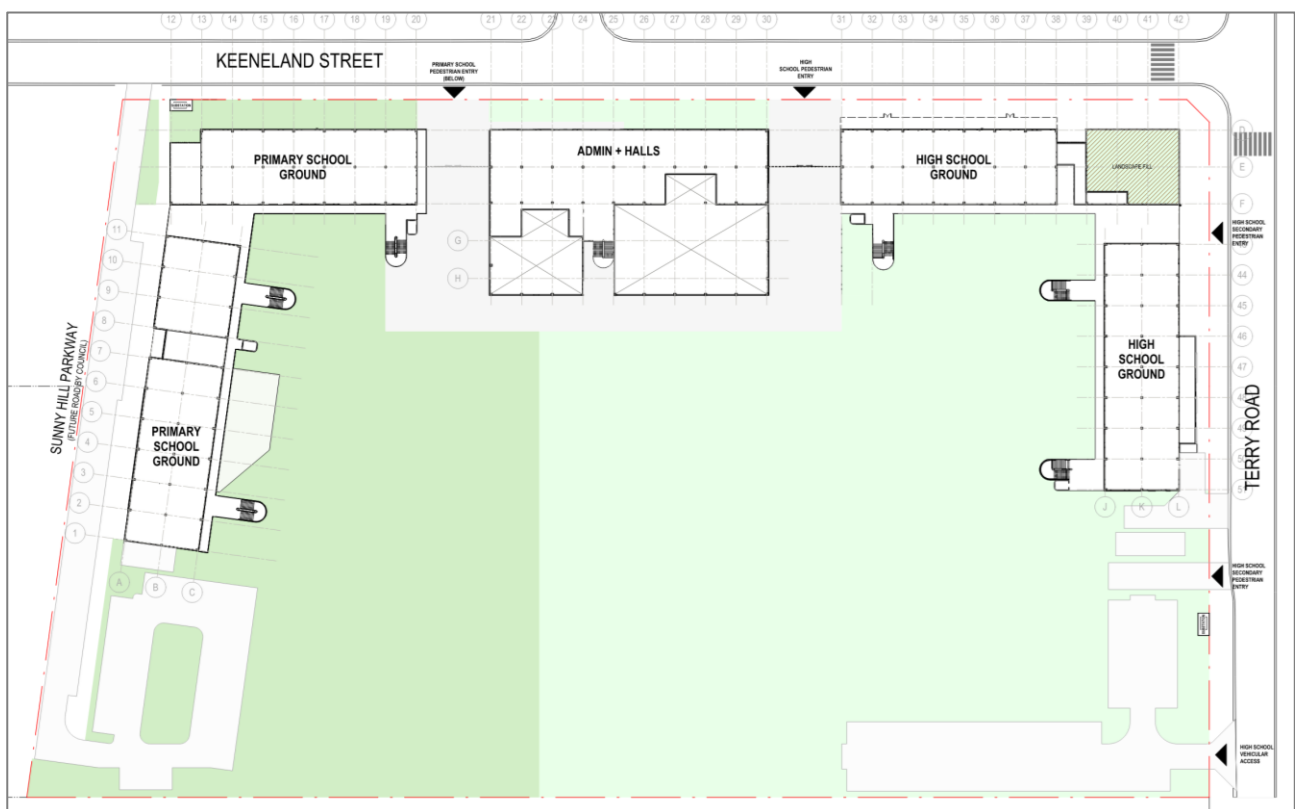 12 13 14 15 16 17 18 19 20 21 22 23 24 25 26 27 28 29 30 31 32 33 34 35 36 37 38 39 40 41 42
KEENELAND STREET
PRIMARY SCHOOL
PEDESTRIAN ENTRY
(BELOW)
HIGH
SCHOOL PEDESTRIAN
ENTRY
SUBSTATION
D
PRIMARY SCHOOL
GROUND
ADMIN + HALLS
HIGH SCHOOL
GROUND
LANDSCAPE FILL
E
F
HIGH SCHOOL
SECONDARY
PEDESTRIAN
ENTRY
11
10
9
8
7
6
5
4
3
2
1
G
H
44
45
46
47
HIGH
SCHOOL
GROUND
SUNNY HILL PARKWAY
(FUTURE ROAD BY COUNCIL)
PRIMARY
SCHOOL
GROUND
TERRY ROAD
J K L
A B C
HIGH SCHOOL
SECONDARY
PEDESTRIAN
ENTRY
HIGH SCHOOL
VEHICULAR
ACCESS